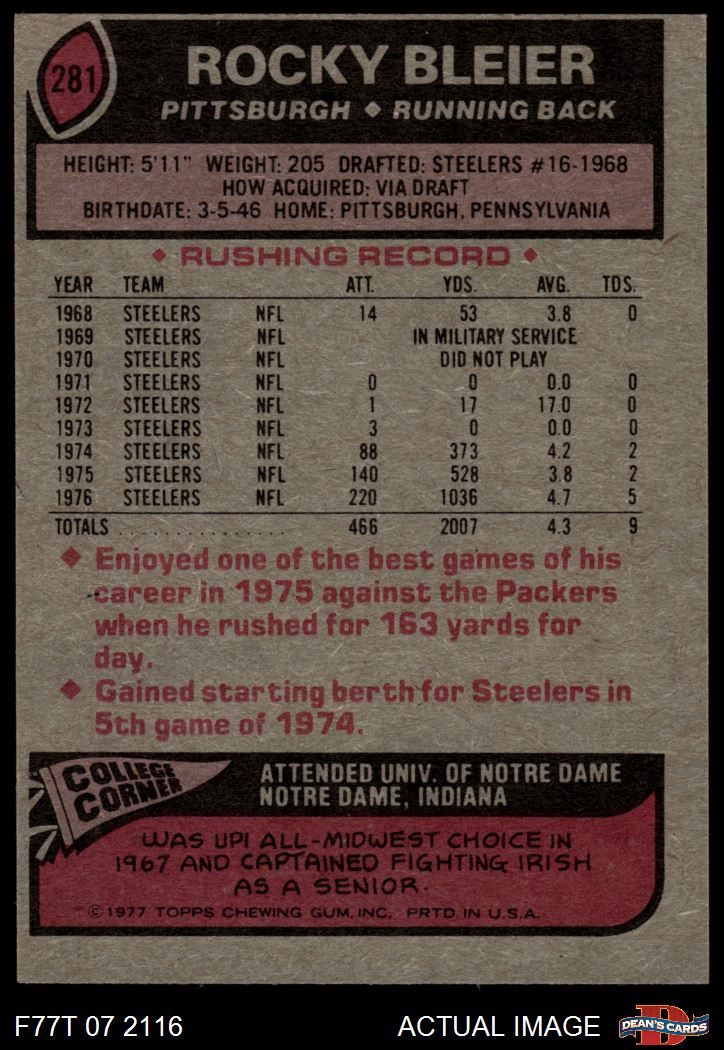 281
ROCKY BLEIER
PITTSBURGH ◆ RUNNING BACK
HEIGHT: 5'11" WEIGHT: 205 DRAFTED: STEELERS #16-1968
HOW ACQUIRED: VIA DRAFT
BIRTHDATE: 3-5-46 HOME: PITTSBURGH, PENNSYLVANIA
◆ RUSHING RECORD ◆
YEAR TEAM ATT. YDS. AVG. TDS.
1968 STEELERS NFL 14 53 3.8 0
1969 STEELERS NFL IN MILITARY SERVICE
1970 STEELERS NFL DID NOT PLAY
1971 STEELERS NFL 0 0 0.0 0
1972 STEELERS NFL 1 17 17.0 0
1973 STEELERS NFL 3 0 0.0 0
1974 STEELERS NFL 88 373 4.2 2
1975 STEELERS NFL 140 528 3.8 2
1976 STEELERS NFL 220 1036 4.7 5
TOTALS . . . . . . . . . . . . . . . . 466 2007 4.3 9
◆ Enjoyed one of the best games of his
career in 1975 against the Packers
when he rushed for 163 yards for
day.
◆ Gained starting berth for Steelers in
5th game of 1974.
COLLEGE
CORNER
ATTENDED UNIV. OF NOTRE DAME
NOTRE DAME, INDIANA
WAS UPI ALL-MIDWEST CHOICE IN
1967 AND CAPTAINED FIGHTING IRISH
AS A SENIOR.
©1977 TOPPS CHEWING GUM, INC. PRTD. IN U.S.A.
F77T 07 2116 ACTUAL IMAGE
D
DEAN'S CARDS